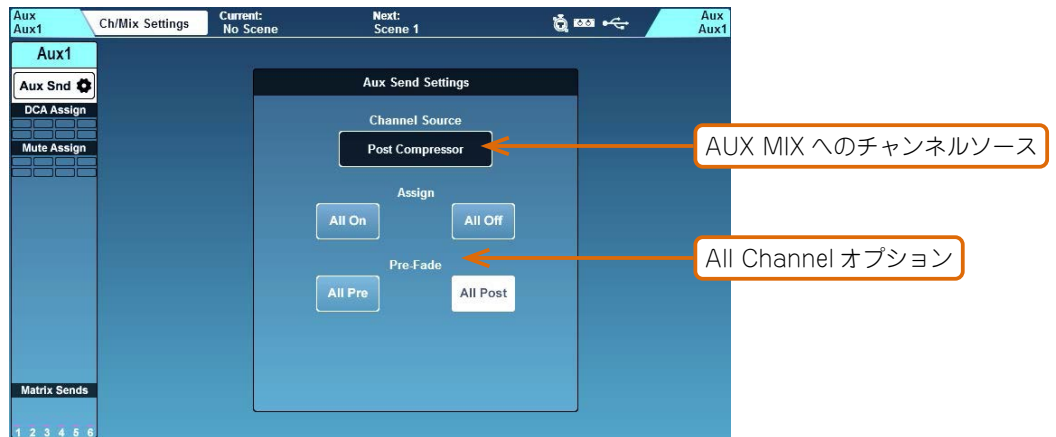 Aux
Aux1
Ch/Mix Settings
Current:
No Scene
Next:
Scene 1
Aux
Aux1
Aux1
Aux Snd
DCA Assign
Mute Assign
Matrix Sends
1 2 3 4 5 6
Aux Send Settings
Channel Source
Post Compressor
Assign
All On
All Off
Pre-Fade
All Pre
All Post
AUX MIX へのチャンネルソース
All Channel オプション